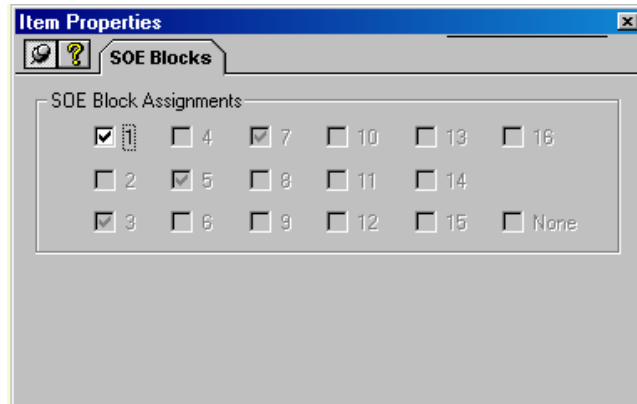 Item Properties
? SOE Blocks
SOE Block Assignments
1 4 7 10 13 16
2 5 8 11 14
3 6 9 12 15 None